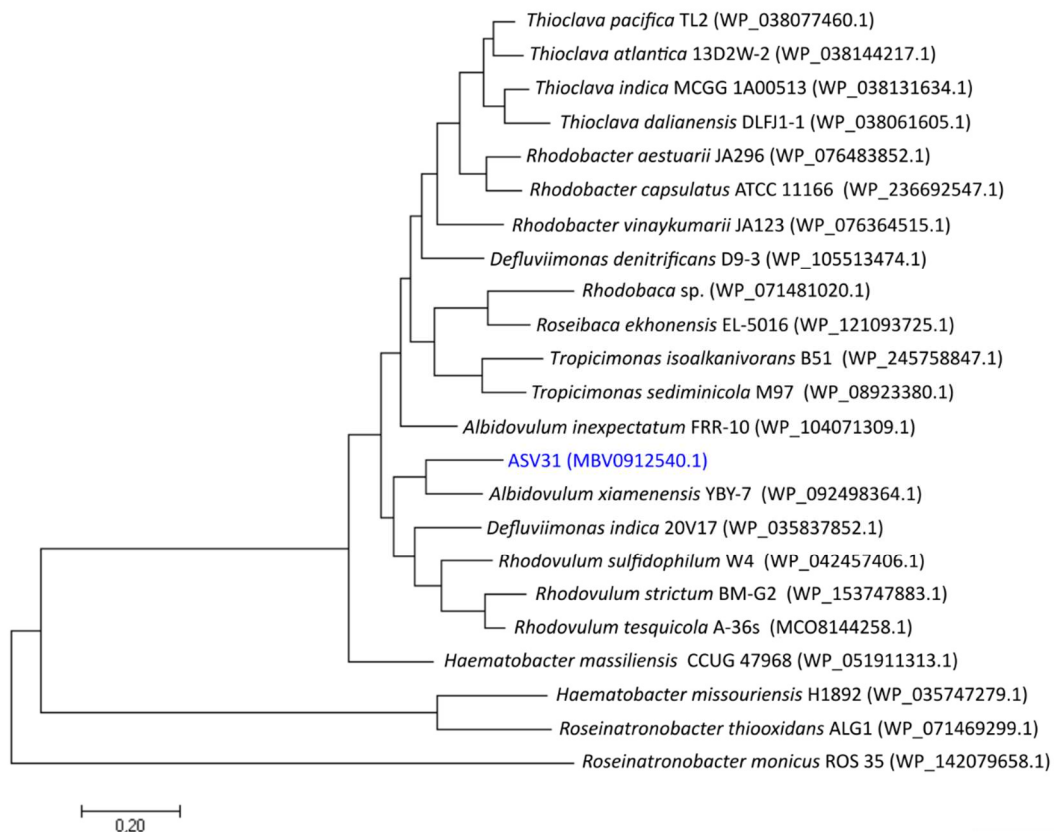 Thioclava pacifica TL2 (WP_038077460.1)
Thioclava atlantica 13D2W-2 (WP_038144217.1)
Thioclava indica MCGG 1A00513 (WP_038131634.1)
Thioclava dalianensis DLFJ1-1 (WP_038061605.1)
Rhodobacter aestuarii JA296 (WP_076483852.1)
Rhodobacter capsulatus ATCC 11166 (WP_236692547.1)
Rhodobacter vinaykumarii JA123 (WP_076364515.1)
Defluviimonas denitrificans D9-3 (WP_105513474.1)
Rhodobaca sp. (WP_071481020.1)
Roseibaca ekhonensis EL-5016 (WP_121093725.1)
Tropicimonas isoalkanivorans B51 (WP_245758847.1)
Tropicimonas sediminicola M97 (WP_08923380.1)
Albidovulum inexpectatum FRR-10 (WP_104071309.1)
ASV31 (MBV0912540.1)
Albidovulum xiamenensis YBY-7 (WP_092498364.1)
Defluviimonas indica 20V17 (WP_035837852.1)
Rhodovulum sulfidophilum W4 (WP_042457406.1)
Rhodovulum strictum BM-G2 (WP_153747883.1)
Rhodovulum tesquicola A-36s (MCO8144258.1)
Haematobacter massiliensis CCUG 47968 (WP_051911313.1)
Haematobacter missouriensis H1892 (WP_035747279.1)
Roseinatronobacter thiooxidans ALG1 (WP_071469299.1)
Roseinatronobacter monicus ROS 35 (WP_142079658.1)
0.20